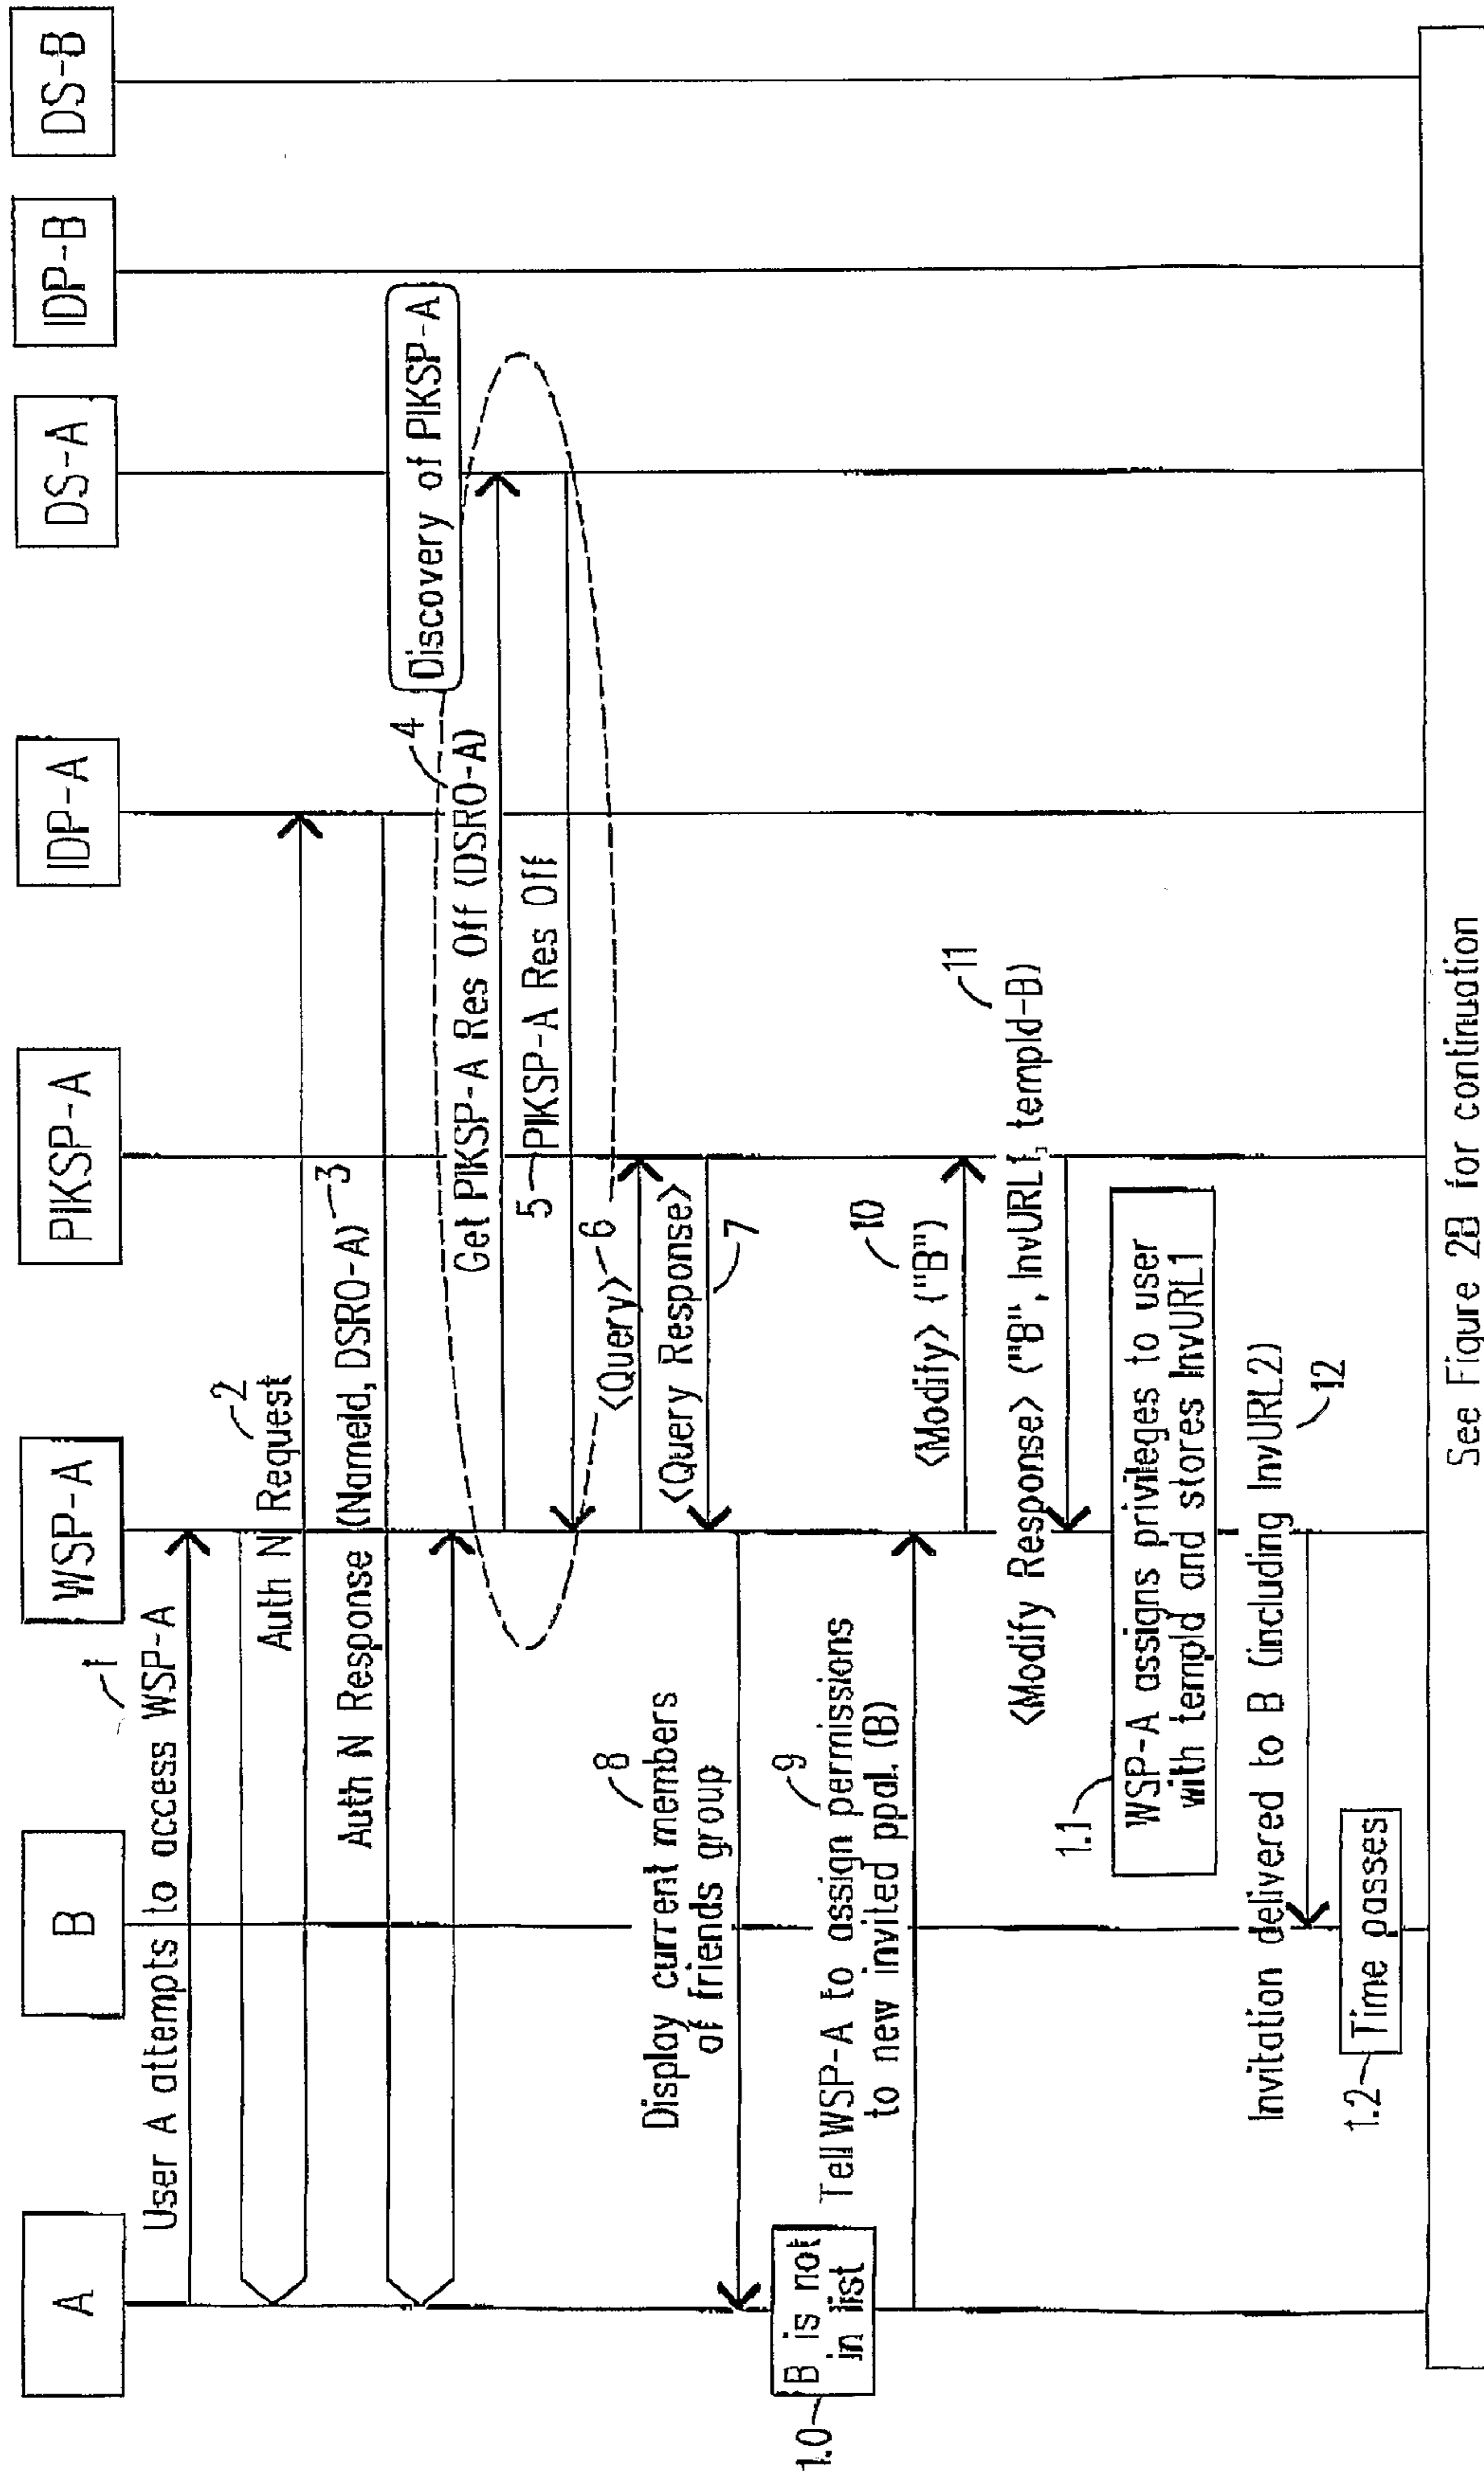 A
B
WSP-A
PIKSP-A
IDP-A
DS-A
IDP-B
DS-B
User A attempts to access WSP-A
1
2
Auth N Request
Auth N Response (NameId, DSRO-A)
3
Discovery of PIKSP-A
4
Get PIKSP-A Res Off (DSRO-A)
5
PIKSP-A Res Off
<Query>
6
<Query Response>
7
8
Display current members
of friends group
1.0
B is not
in list
9
Tell WSP-A to assign permissions
to new invited ppal. (B)
10
<Modify> ("B")
11
<Modify Response> ("B", InvURL1, tempId-B)
1.1
WSP-A assigns privileges to user
with tempId and stores InvURL1
Invitation delivered to B (including InvURL2)
12
1.2
Time passes
See Figure 2B for continuation